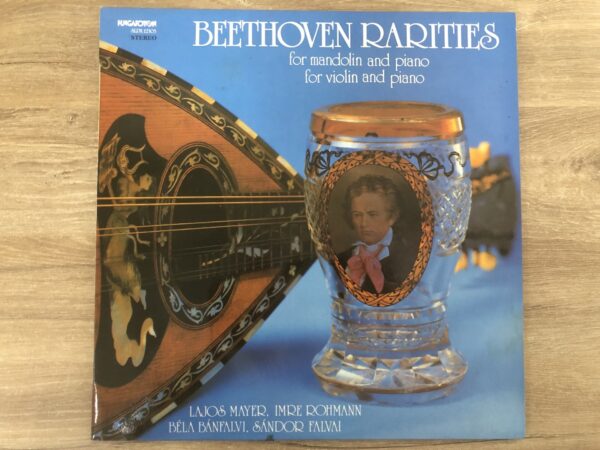 HUNGAROTON
STEREO
BEETHOVEN RARITIES
for mandolin and piano
for violin and piano
LAJOS MAYER, IMRE ROHMANN
BÉLA BÁNFALVI, SÁNDOR FALVAI